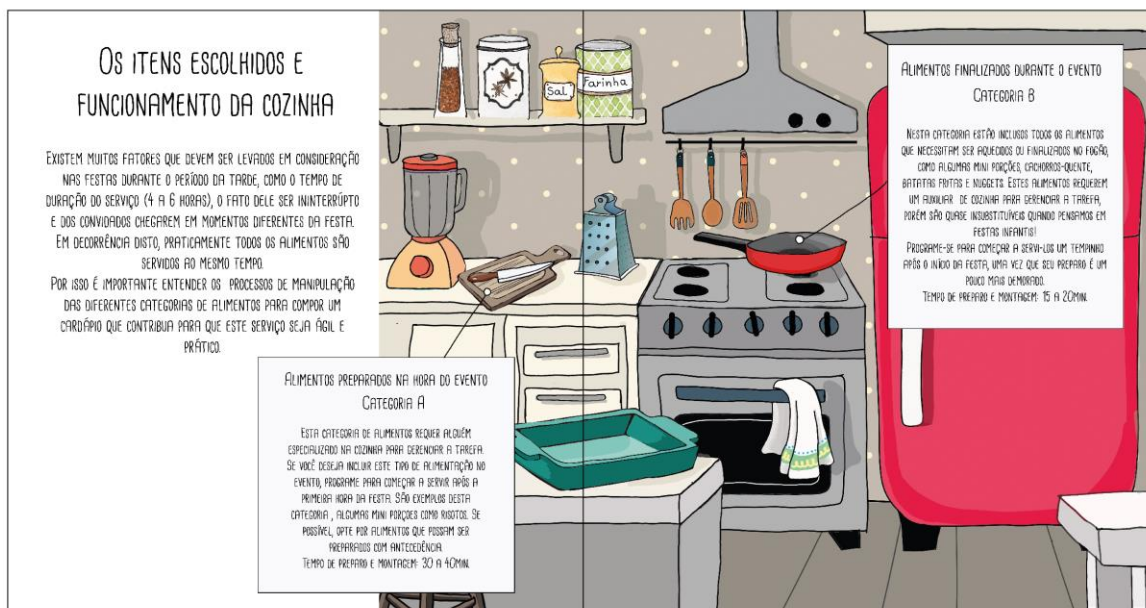 Os itens escolhidos e
funcionamento da cozinha
Existem muitos fatores que devem ser levados em consideração
nas festas durante o período da tarde, como o tempo de
duração do serviço (4 a 6 horas), o fato dele ser ininterrúpto
e dos convidados chegarem em momentos diferentes da festa.
Em decorrência disto, praticamente todos os alimentos são
servidos ao mesmo tempo.
Por isso é importante entender os processos de manipulação
das diferentes categorias de alimentos para compor um
cardápio que contribua para que este serviço seja ágil e
prático.
Sal
Farinha
Alimentos preparados na hora do evento
Categoria A
Esta categoria de alimentos requer alguém
especializado na cozinha para gerenciar a tarefa.
Se você deseja incluir este tipo de alimentação no
evento, programe para começar a servir após a
primeira hora da festa. São exemplos desta
categoria , algumas mini porções como risotos. Se
possível, opte por alimentos que possam ser
preparados com antecedência.
Tempo de preparo e montagem: 30 a 40min.
Alimentos finalizados durante o evento
Categoria B
Nesta categoria estão inclusos todos os alimentos
que necessitam ser aquecidos ou finalizados no fogão,
como algumas mini porções, cachorros-quente,
batatas fritas e nuggets. Estes alimentos requerem
um auxiliar de cozinha para gerenciar a tarefa,
porém são quase insubstituíveis quando pensamos em
festas infantis!
Programe-se para começar a servi-los um tempinho
após o início da festa, uma vez que seu preparo é um
pouco mais demorado.
Tempo de preparo e montagem: 15 a 20min.